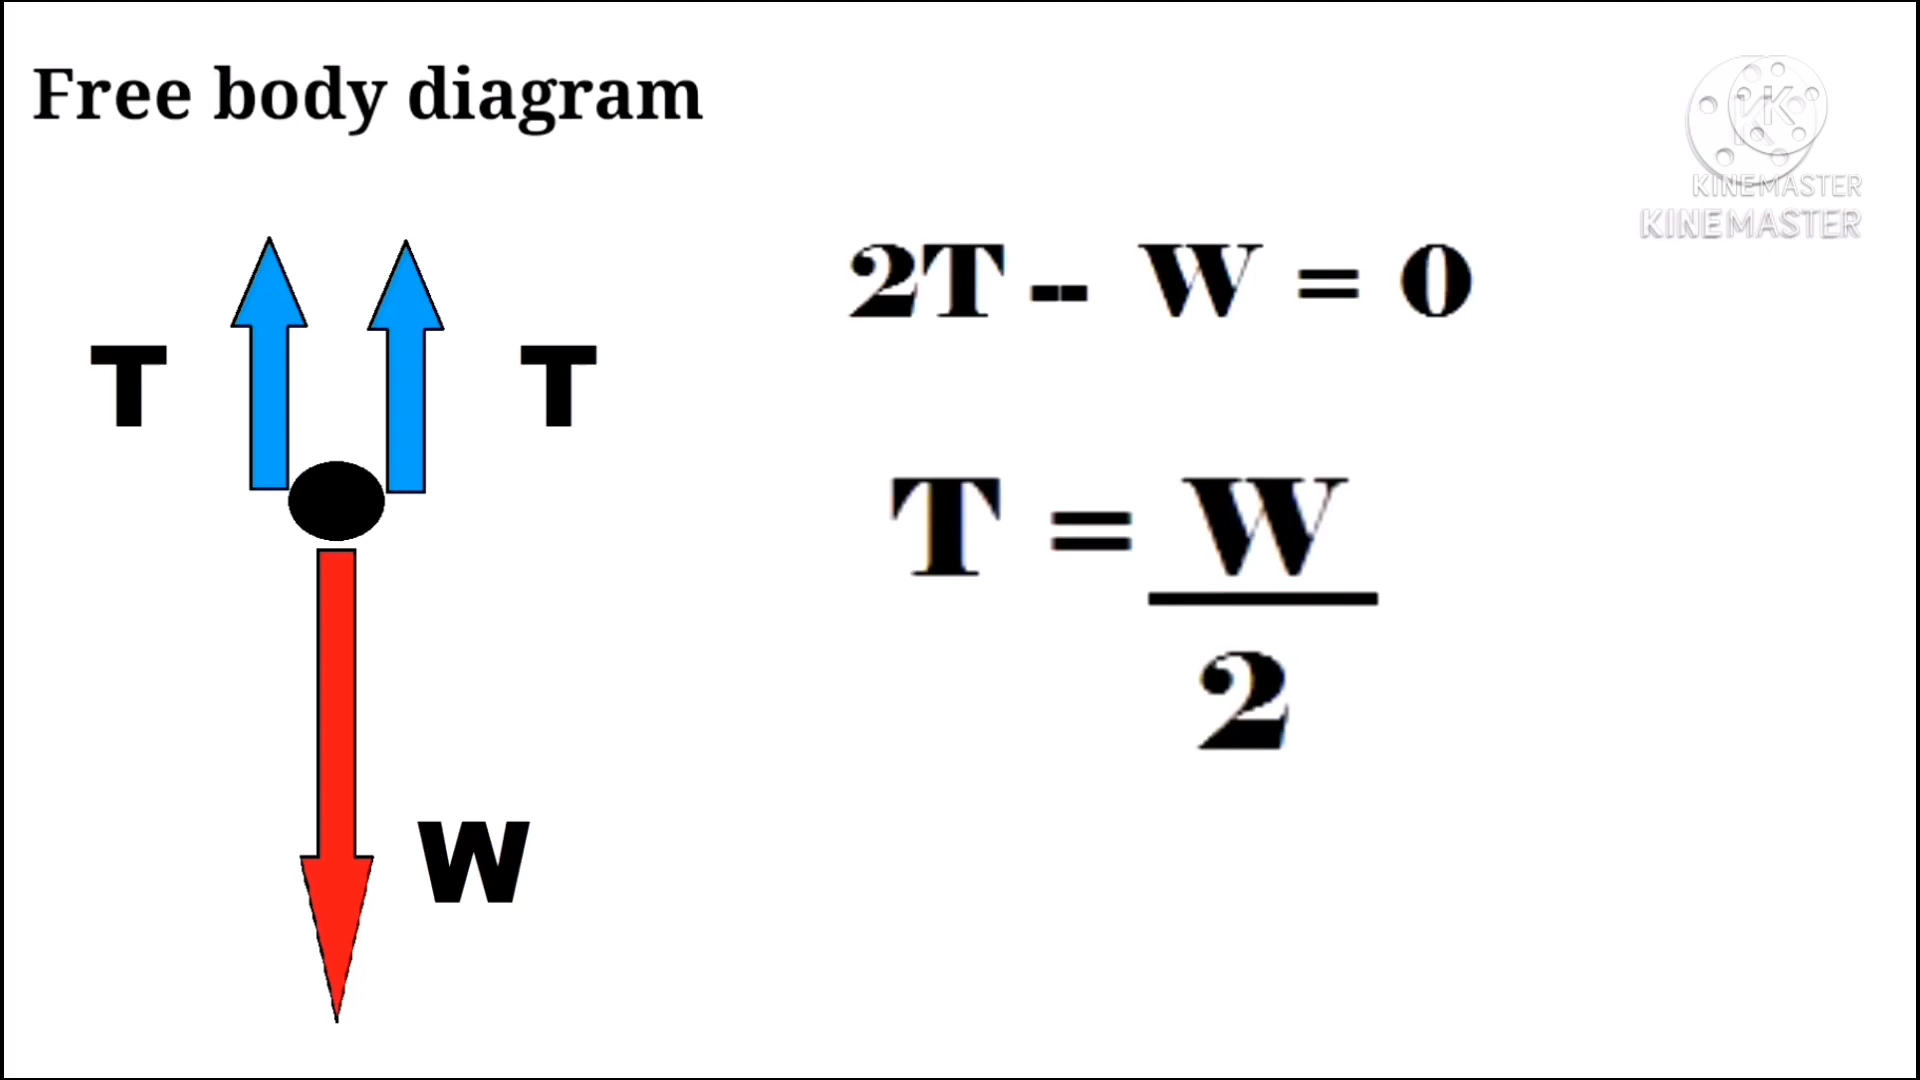 Free body diagram
KINEMASTER
KINEMASTER
2T -- W = 0
T T
T = W
2
W